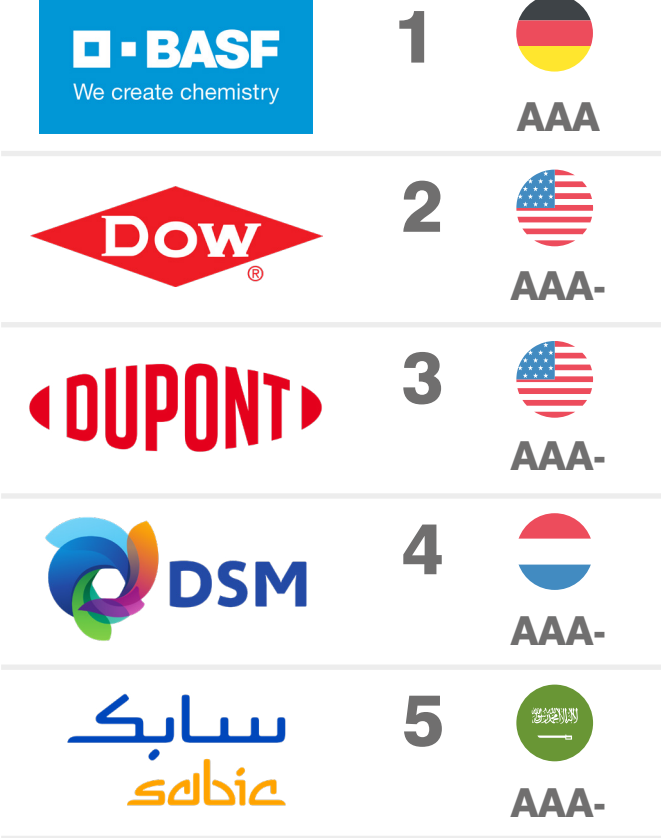 BASF
We create chemistry
1
AAA
DOW
®
2
AAA-
DUPONT
3
AAA-
DSM
4
AAA-
سابك
sabic
5
AAA-